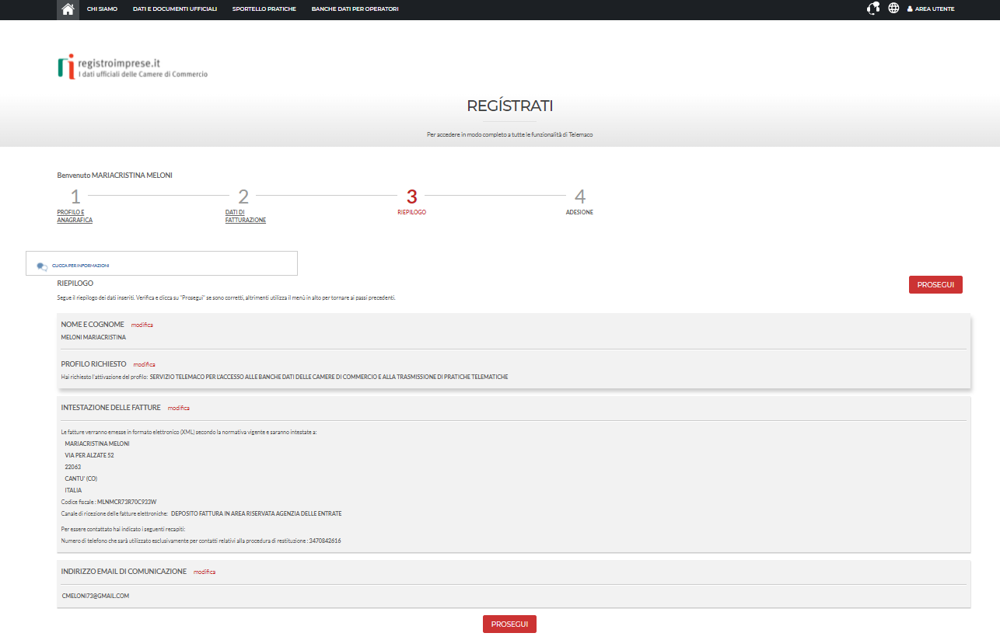 CHI SIAMO DATI E DOCUMENTI UFFICIALI SPORTELLO PRATICHE BANCHE DATI PER OPERATORI AREA UTENTE
registroimprese.it
I dati ufficiali delle Camere di Commercio
REGÍSTRATI
Per accedere in modo completo a tutte le funzionalità di Telemaco
Benvenuto MARIACRISTINA MELONI
1 2 3 4
PROFILO E ANAGRAFICA
DATI DI FATTURAZIONE
RIEPILOGO
ADESIONE
CLICCA PER INFORMAZIONI
RIEPILOGO
PROSEGUI
Segue il riepilogo dei dati inseriti. Verifica e clicca su "Prosegui" se sono corretti, altrimenti utilizza il menù in alto per tornare ai passi precedenti.
NOME E COGNOME modifica
MELONI MARIACRISTINA
PROFILO RICHIESTO modifica
Hai richiesto l'attivazione del profilo: SERVIZIO TELEMACO PER L'ACCESSO ALLE BANCHE DATI DELLE CAMERE DI COMMERCIO E ALLA TRASMISSIONE DI PRATICHE TELEMATICHE
INTESTAZIONE DELLE FATTURE modifica
Le fatture verranno emesse in formato elettronico (XML) secondo la normativa vigente e saranno intestate a:
MARIACRISTINA MELONI
VIA PER ALZATE 52
22063
CANTU' (CO)
ITALIA
Codice fiscale : MLNMCR73R70C933W
Canale di ricezione delle fatture elettroniche: DEPOSITO FATTURA IN AREA RISERVATA AGENZIA DELLE ENTRATE
Per essere contattato hai indicato i seguenti recapiti:
Numero di telefono che sarà utilizzato esclusivamente per contatti relativi alla procedura di restituzione : 3470842616
INDIRIZZO EMAIL DI COMUNICAZIONE modifica
CMELONI73@GMAIL.COM
PROSEGUI